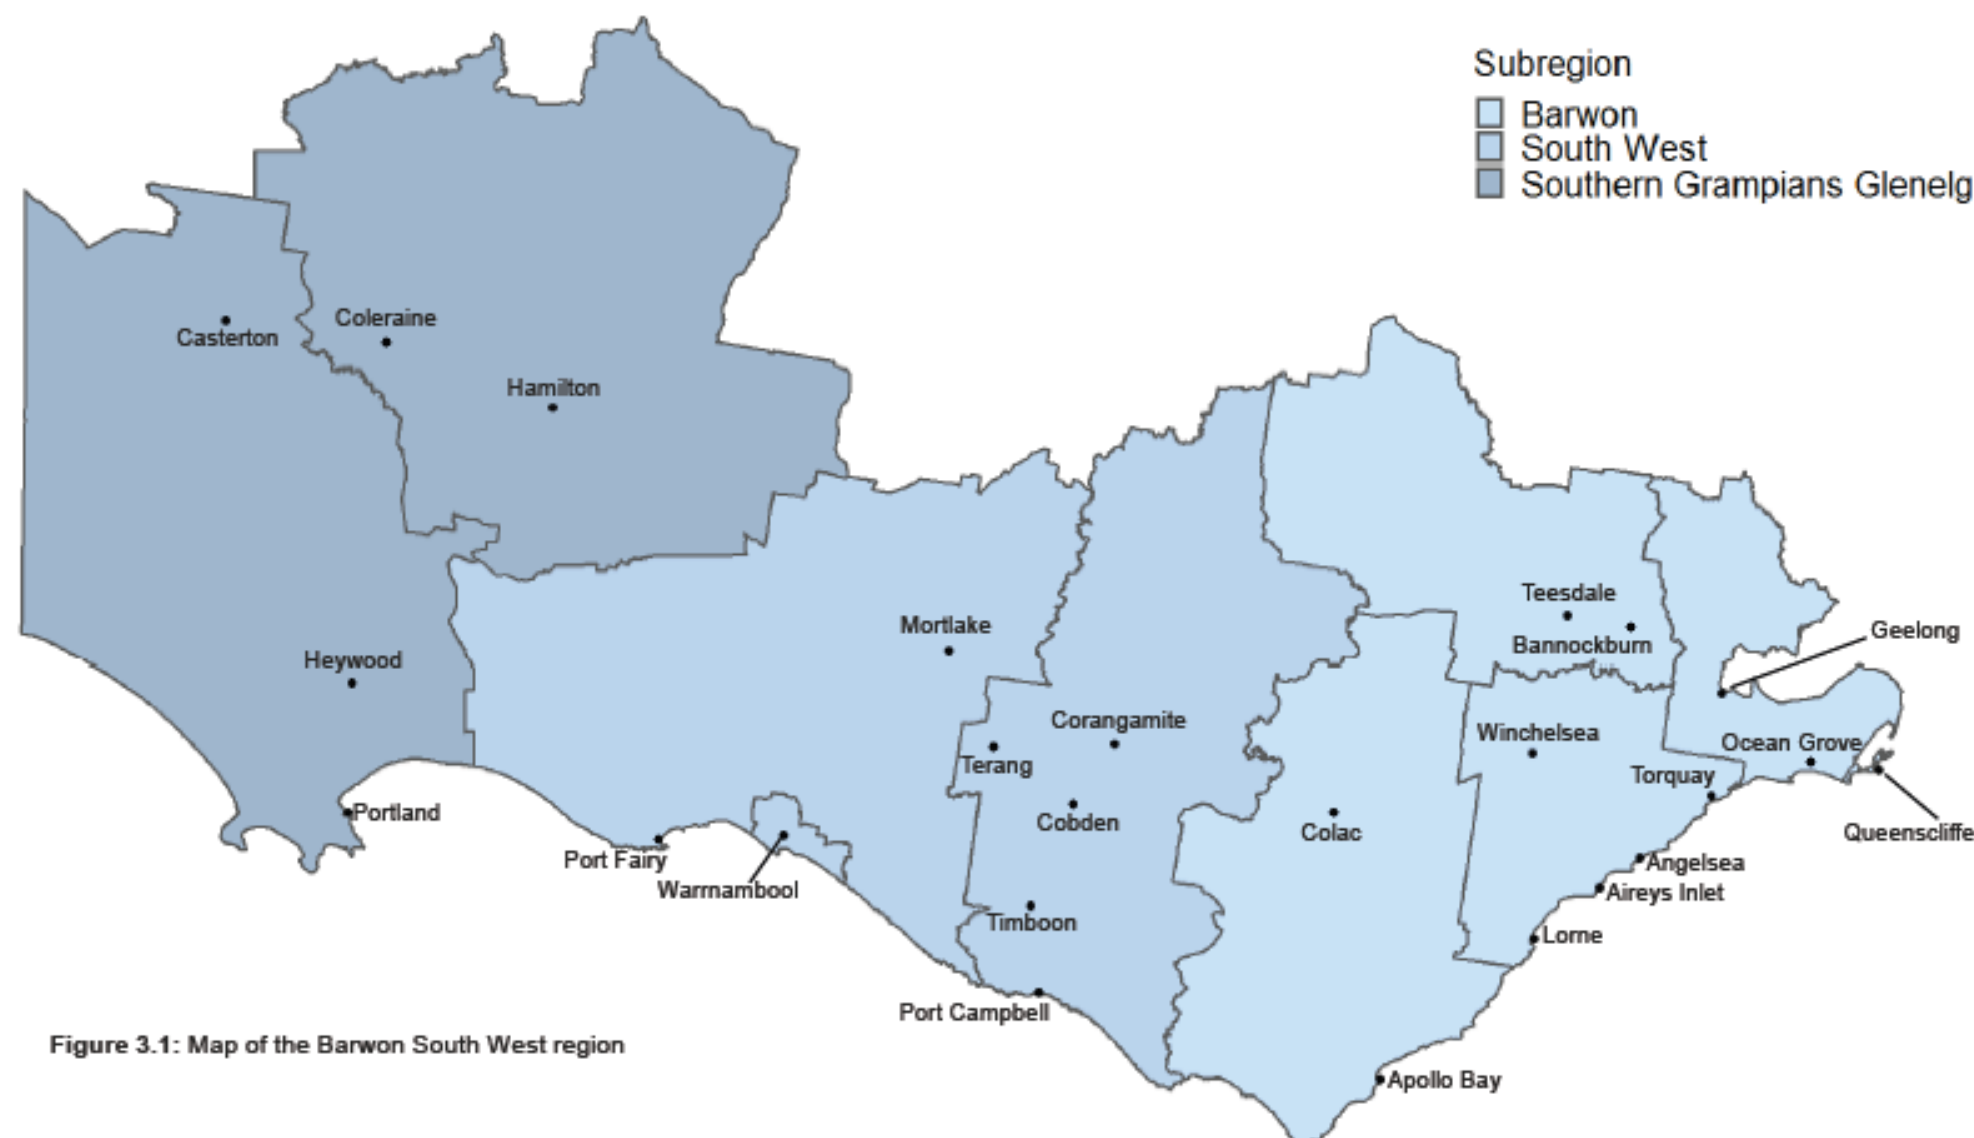 Subregion
Barwon
South West
Southern Grampians Glenelg
Coleraine
Casterton
Hamilton
Teesdale
Mortlake
Geelong
Bannockburn
Heywood
Corangamite
Winchelsea
Ocean Grove
Terang
Torquay
Portland
Cobden
Colac
Queenscliffe
Port Fairy
Angelsea
Warrnambool
Aireys Inlet
Timboon
Lorne
Port Campbell
Figure 3.1: Map of the Barwon South West region
Apollo Bay